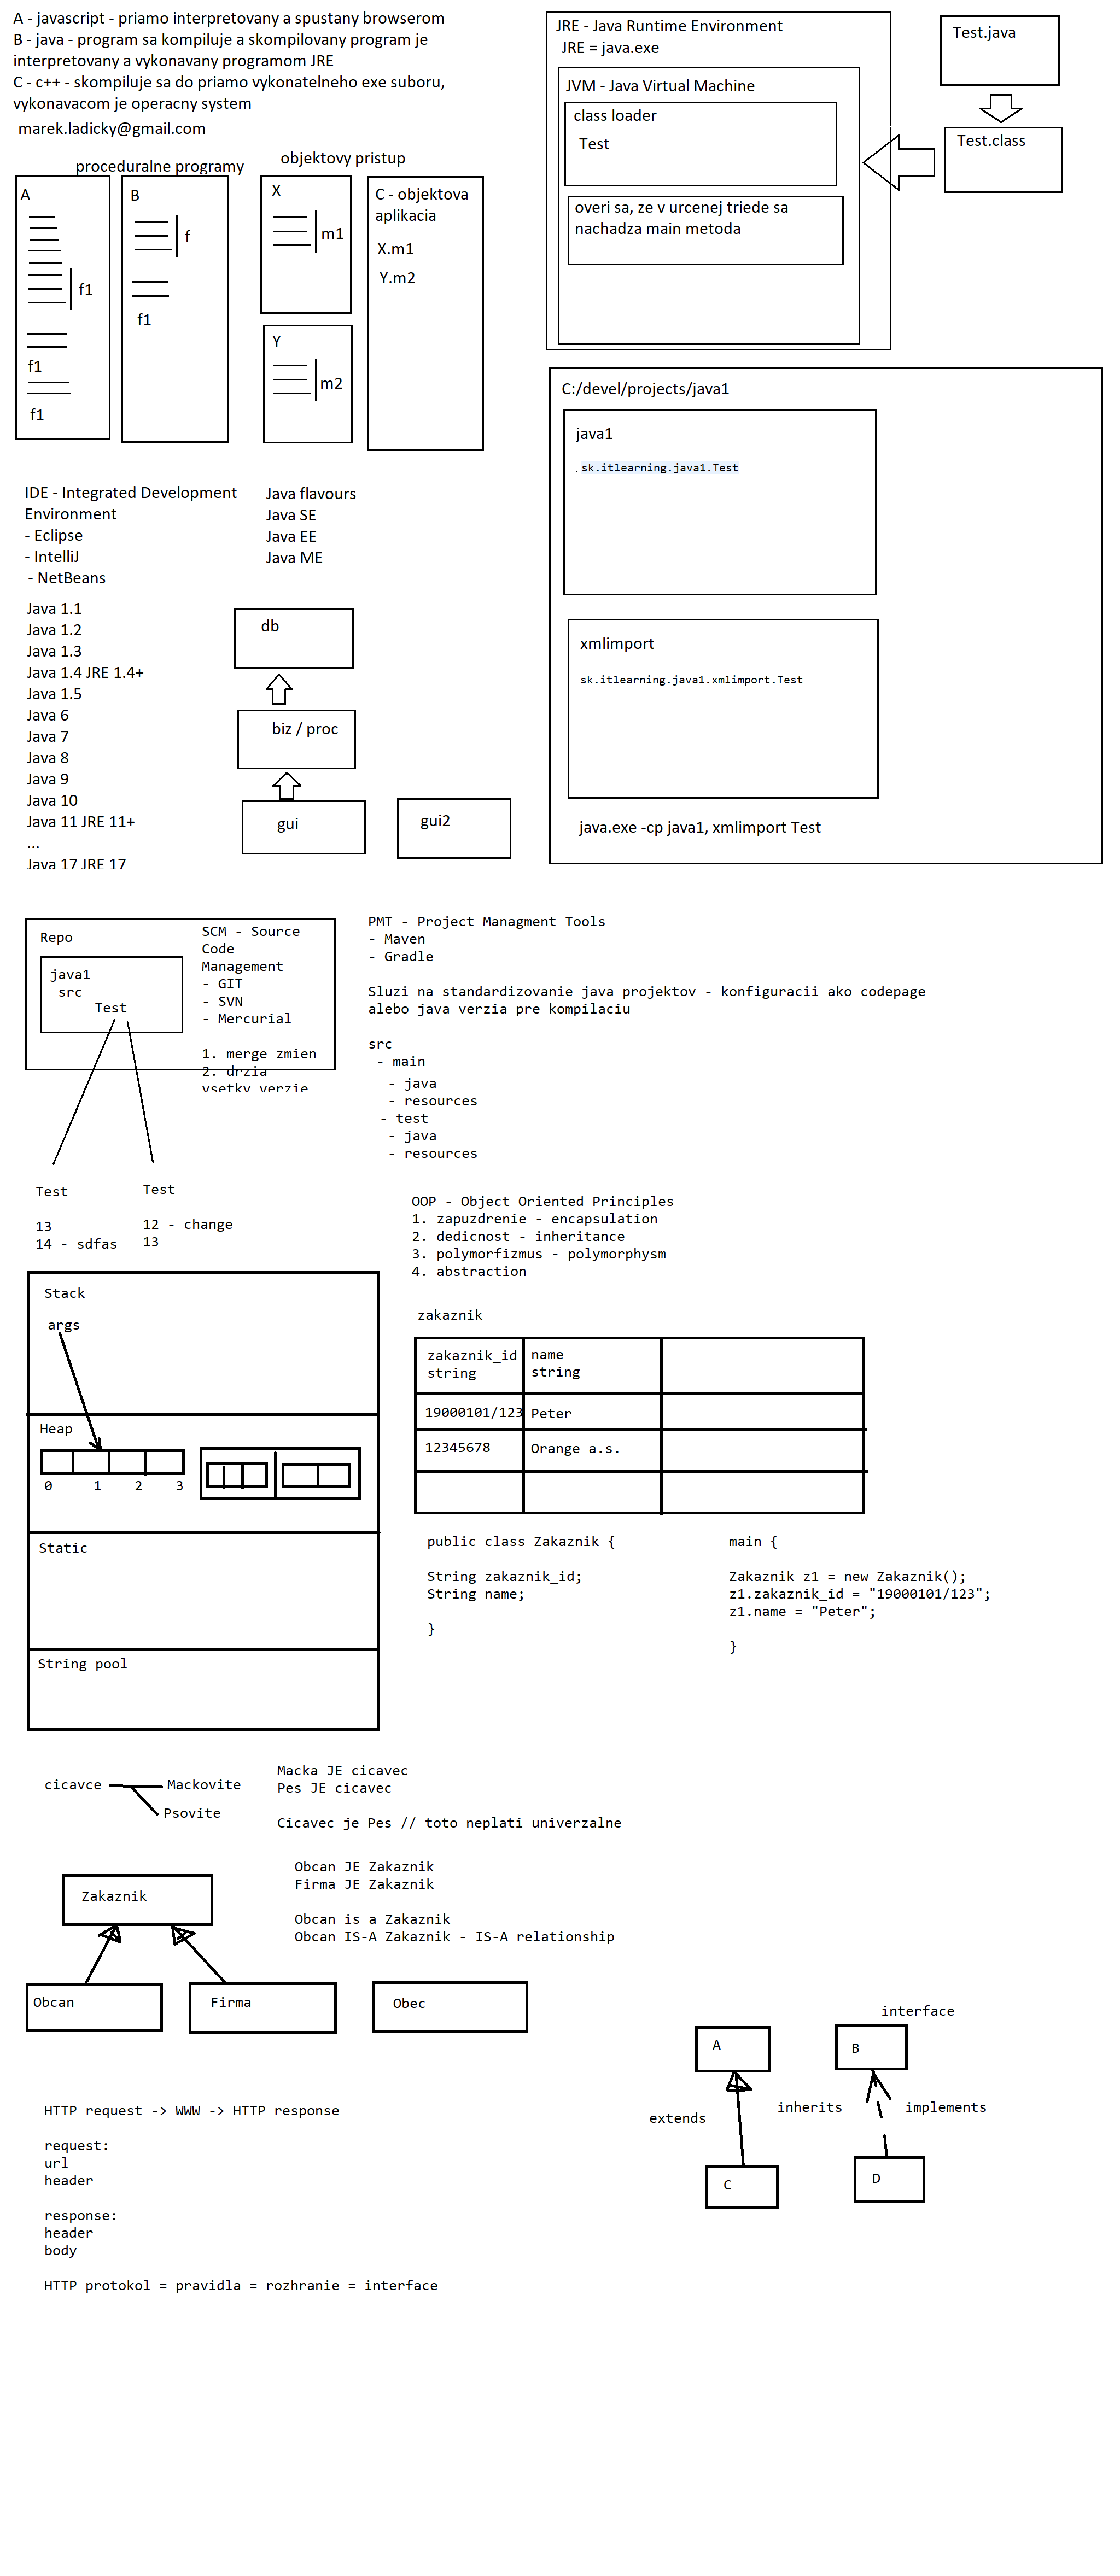 A - javascript - priamo interpretovany a spustany browserom
B - java - program sa kompiluje a skompilovany program je
interpretovany a vykonavany programom JRE
C - c++ - skompiluje sa do priamo vykonatelneho exe suboru,
vykonavacom je operacny system
marek.ladicky@gmail.com
proceduralne programy
objektovy pristup
A
f1
f1
f1
B
f
f1
X
m1
Y
m2
C - objektova
aplikacia
X.m1
Y.m2
JRE - Java Runtime Environment
JRE = java.exe
JVM - Java Virtual Machine
class loader
Test
overi sa, ze v urcenej triede sa
nachadza main metoda
Test.java
Test.class
C:/devel/projects/java1
java1
. sk.itlearning.java1.Test
xmlimport
sk.itlearning.java1.xmlimport.Test
java.exe -cp java1, xmlimport Test
IDE - Integrated Development
Environment
- Eclipse
- IntelliJ
- NetBeans
Java flavours
Java SE
Java EE
Java ME
Java 1.1
Java 1.2
Java 1.3
Java 1.4 JRE 1.4+
Java 1.5
Java 6
Java 7
Java 8
Java 9
Java 10
Java 11 JRE 11+
...
Java 17 JRE 17
db
biz / proc
gui
gui2
Repo
java1
src
Test
SCM - Source
Code
Management
- GIT
- SVN
- Mercurial
1. merge zmien
2. drzia
vsetky verzie
Test
13
14 - sdfas
Test
12 - change
13
PMT - Project Managment Tools
- Maven
- Gradle
Sluzi na standardizovanie java projektov - konfiguracii ako codepage
alebo java verzia pre kompilaciu
src
- main
- java
- resources
- test
- java
- resources
OOP - Object Oriented Principles
1. zapuzdrenie - encapsulation
2. dedicnost - inheritance
3. polymorfizmus - polymorphysm
4. abstraction
Stack
args
Heap
0 1 2 3
Static
String pool
zakaznik
zakaznik_id
string
name
string
19000101/123 Peter
12345678 Orange a.s.
public class Zakaznik {
String zakaznik_id;
String name;
}
main {
Zakaznik z1 = new Zakaznik();
z1.zakaznik_id = "19000101/123";
z1.name = "Peter";
}
cicavce
Mackovite
Psovite
Macka JE cicavec
Pes JE cicavec
Cicavec je Pes // toto neplati univerzalne
Obcan JE Zakaznik
Firma JE Zakaznik
Obcan is a Zakaznik
Obcan IS-A Zakaznik - IS-A relationship
Zakaznik
Obcan
Firma
Obec
interface
A
B
extends
inherits
implements
C
D
HTTP request -> WWW -> HTTP response
request:
url
header
response:
header
body
HTTP protokol = pravidla = rozhranie = interface